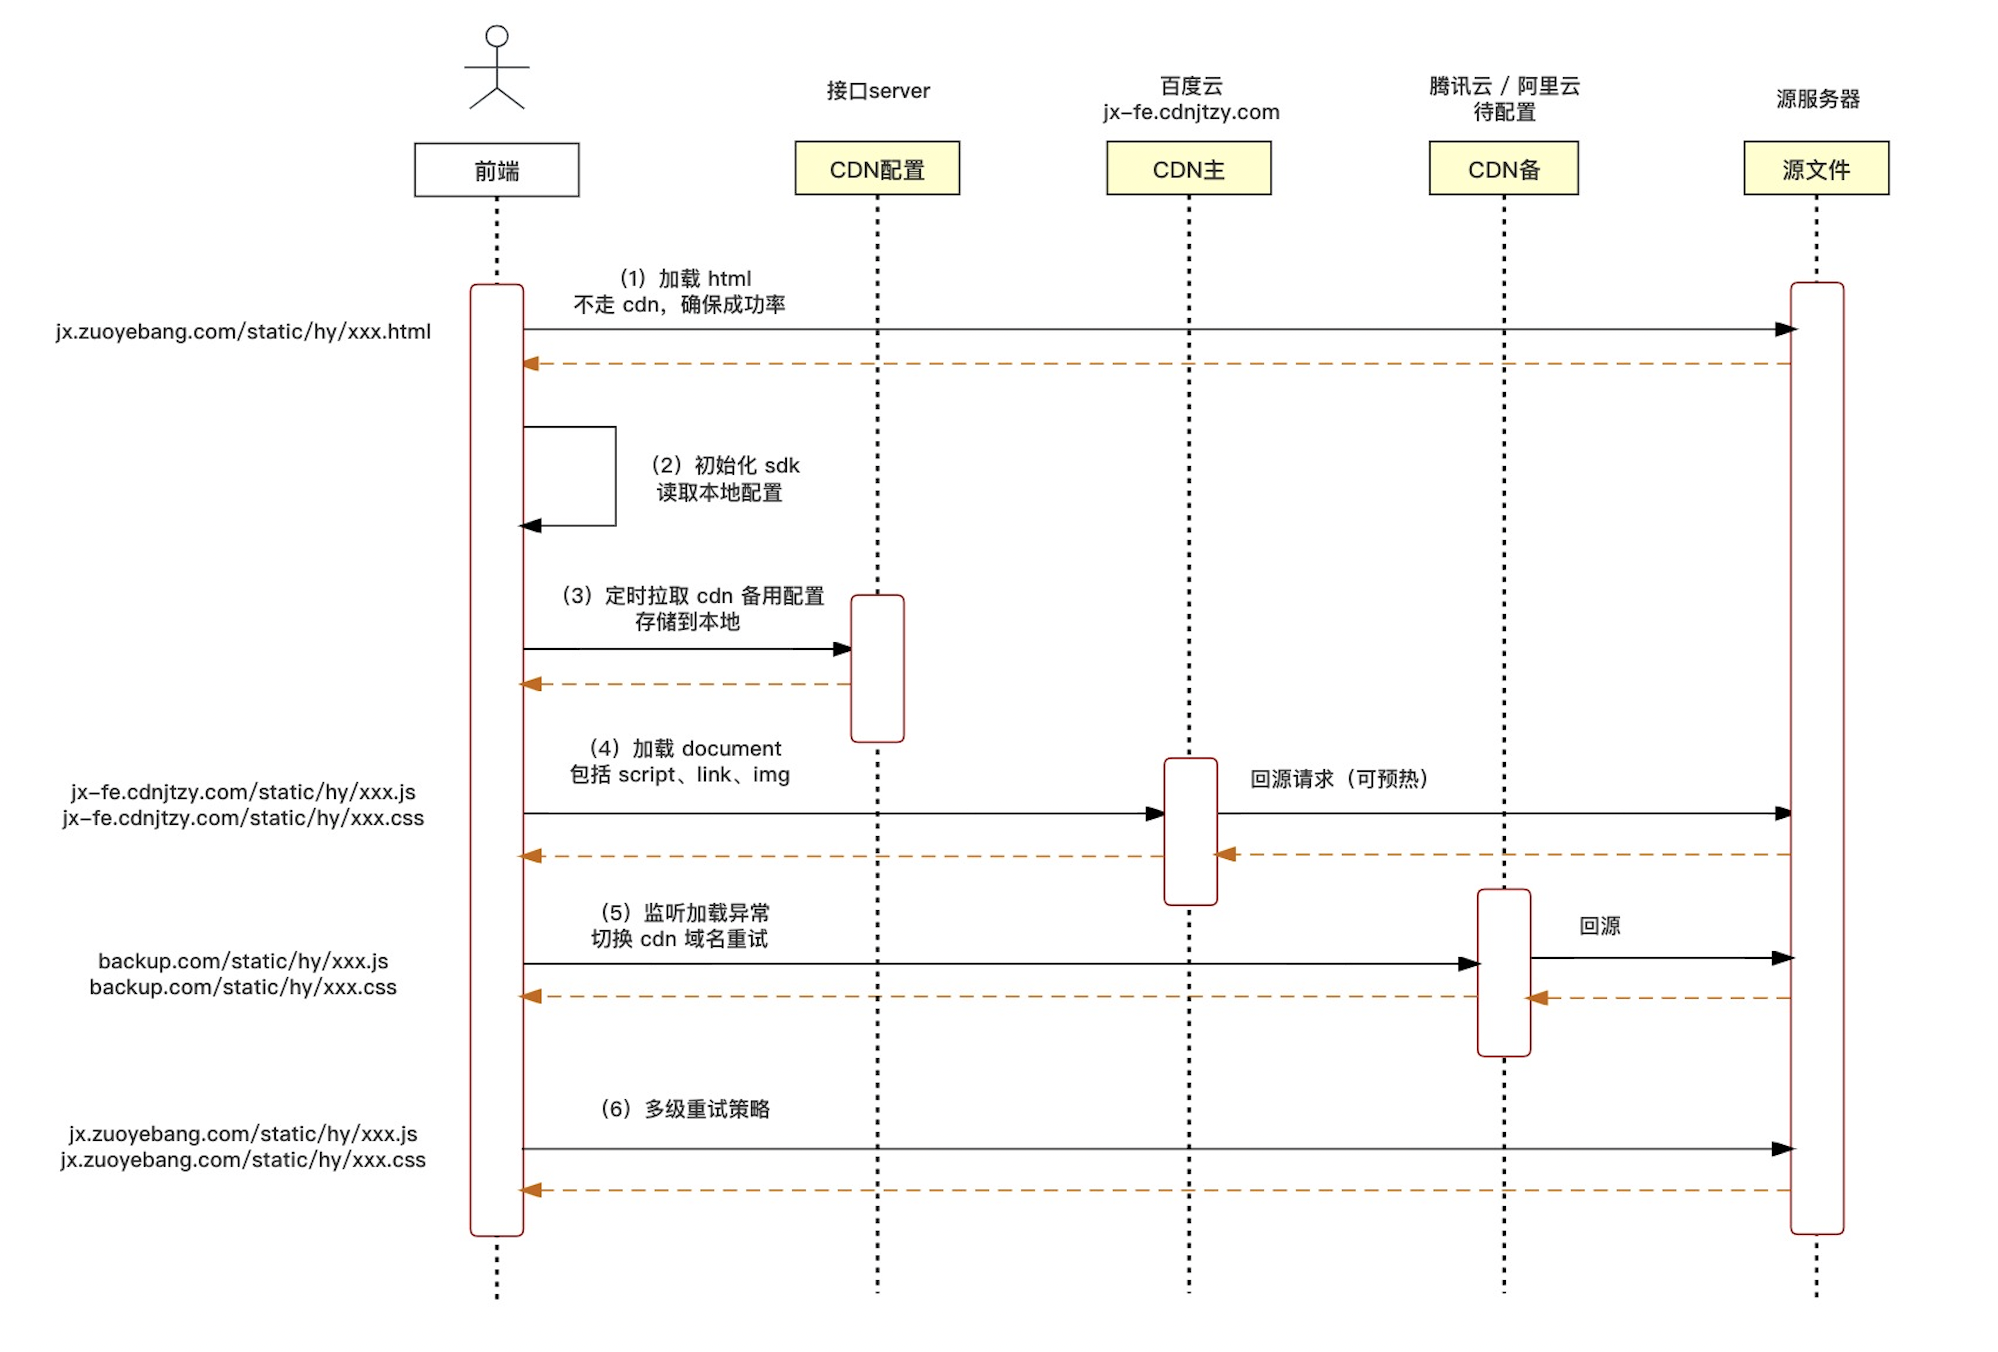 接口server
百度云
jx-fe.cdnjtzy.com
腾讯云 / 阿里云
待配置
源服务器
前端
CDN配置
CDN主
CDN备
源文件
（1）加载 html
不走 cdn，确保成功率
jx.zuoyebang.com/static/hy/xxx.html
（2）初始化 sdk
读取本地配置
（3）定时拉取 cdn 备用配置
存储到本地
（4）加载 document
包括 script、link、img
回源请求（可预热）
jx-fe.cdnjtzy.com/static/hy/xxx.js
jx-fe.cdnjtzy.com/static/hy/xxx.css
（5）监听加载异常
切换 cdn 域名重试
回源
backup.com/static/hy/xxx.js
backup.com/static/hy/xxx.css
（6）多级重试策略
jx.zuoyebang.com/static/hy/xxx.js
jx.zuoyebang.com/static/hy/xxx.css